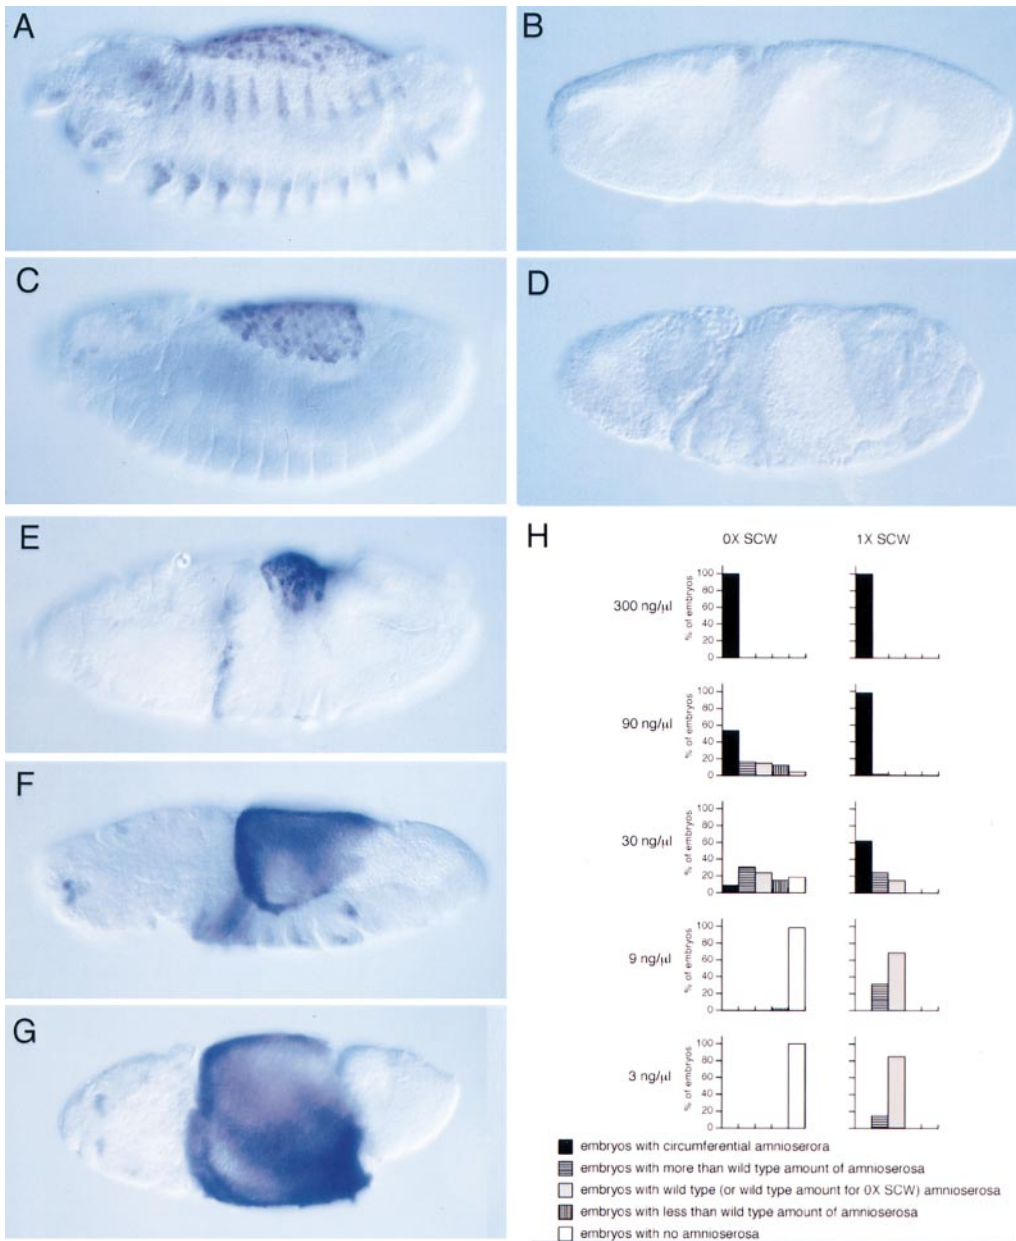 A
B
C
D
E
F
G
H
0X SCW
1X SCW
300 ng/µl
% of embryos
100
80
60
40
20
0
90 ng/µl
% of embryos
100
80
60
40
20
0
30 ng/µl
% of embryos
100
80
60
40
20
0
9 ng/µl
% of embryos
100
80
60
40
20
0
3 ng/µl
% of embryos
100
80
60
40
20
0
embryos with circumferential amnioserora
embryos with more than wild type amount of amnioserosa
embryos with wild type (or wild type amount for 0X SCW) amnioserosa
embryos with less than wild type amount of amnioserosa
embryos with no amnioserosa